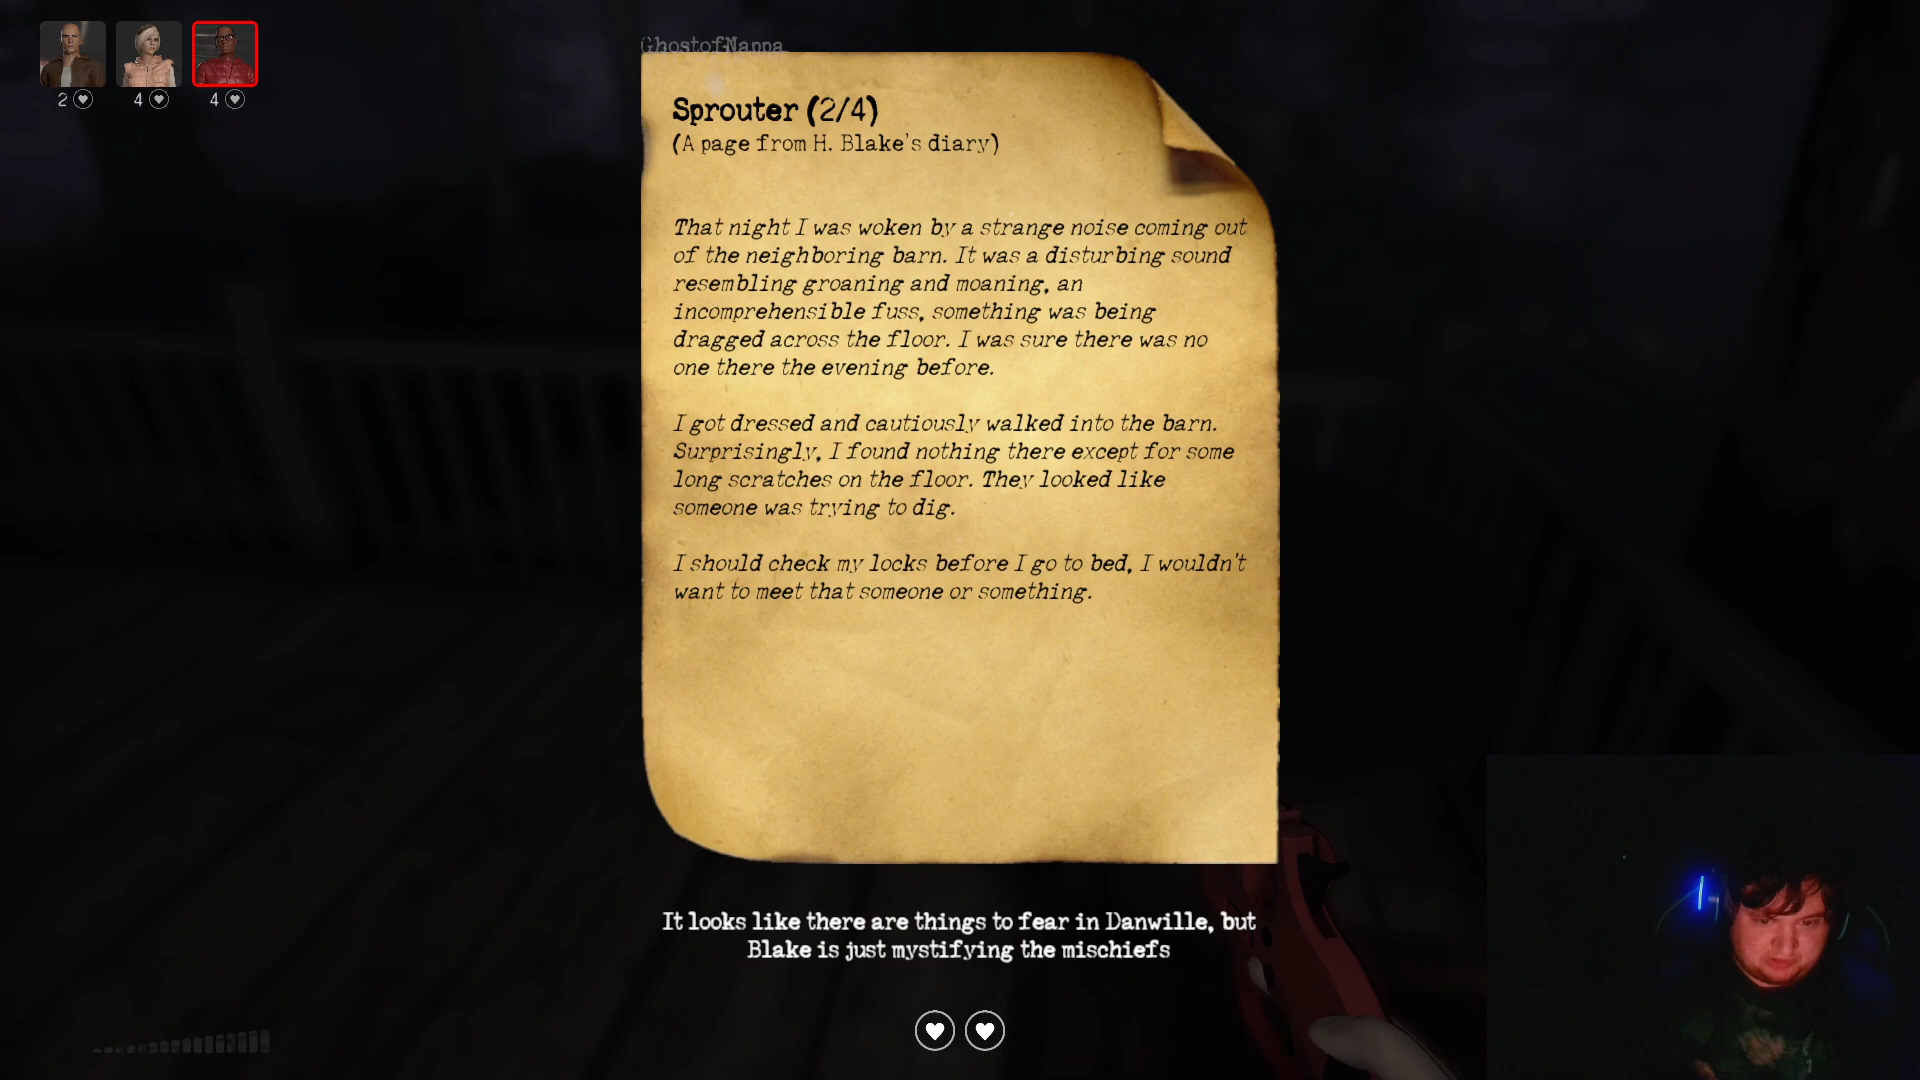 2
4
4
GhostofNappa
Sprouter (2/4)
(A page from H. Blake's diary)
That night I was woken by a strange noise coming out
of the neighboring barn. It was a disturbing sound
resembling groaning and moaning, an
incomprehensible fuss, something was being
dragged across the floor. I was sure there was no
one there the evening before.
I got dressed and cautiously walked into the barn.
Surprisingly, I found nothing there except for some
long scratches on the floor. They looked like
someone was trying to dig.
I should check my locks before I go to bed, I wouldn't
want to meet that someone or something.
It looks like there are things to fear in Danwille, but
Blake is just mystifying the mischiefs